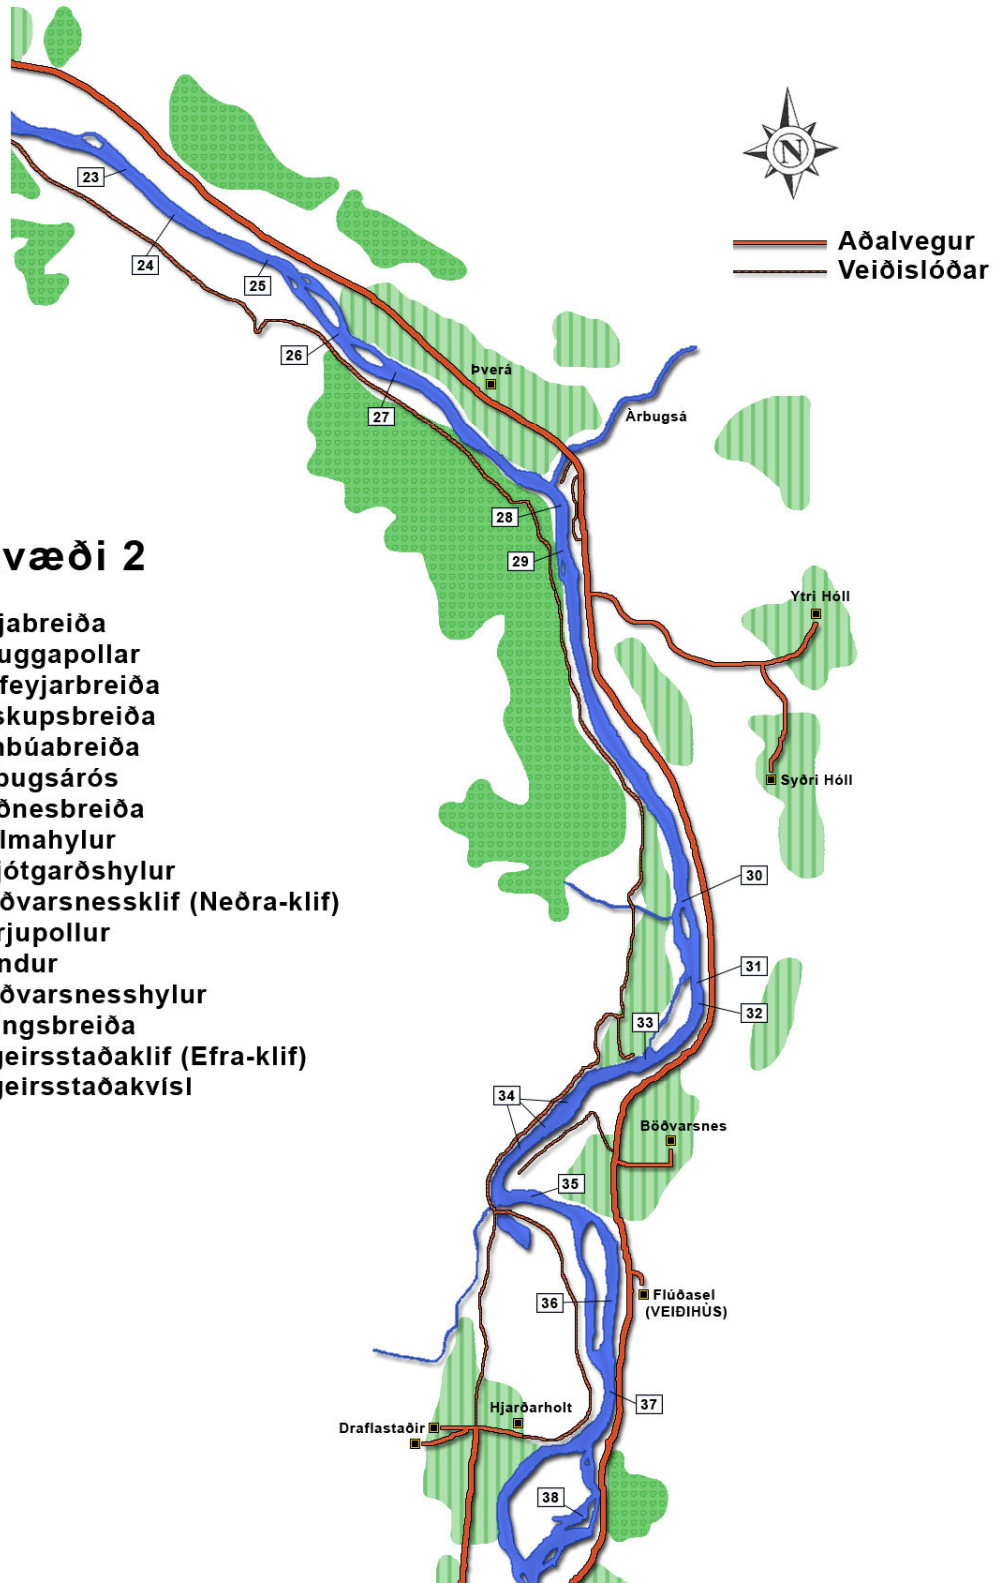 N
Aðalvegur
Veiðislóðar
23
24
25
26
27
Þverá
Àrbugsá
28
29
væði 2
Ytri Hóll
Syðri Hóll
jabreiða
uggapollar
feyjarbreiða
skupsbreiða
nbúabreiða
bugsárós
ðnesbreiða
lmahylur
jótgarðshylur
ðvarsnessklif (Neðra-klif)
rjupollur
ndur
ðvarsnesshylur
ngsbreiða
geirsstaðaklif (Efra-klif)
geirsstaðakvísl
30
31
32
33
34
Böðvarsnes
35
Flúðasel
(VEIÐIHÙS)
36
37
Hjarðarholt
Draflastaðir
38